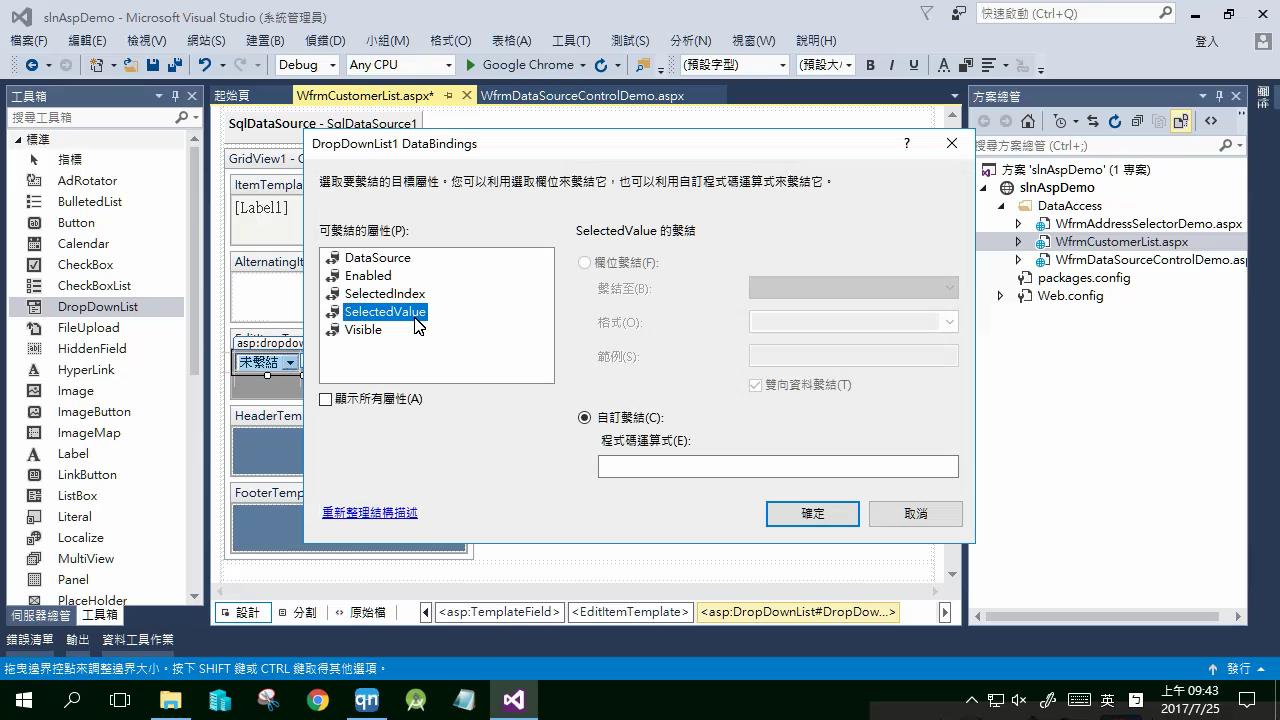 slnAspDemo - Microsoft Visual Studio (系統管理員)
快速啟動 (Ctrl+Q)
檔案(F) 編輯(E) 檢視(V) 網站(S) 建置(B) 偵錯(D) 小組(M) 格式(O) 表格(A) 工具(T) 測試(S) 分析(N) 視窗(W) 說明(H) 登入
Debug Any CPU Google Chrome (預設字型) (預設大/ B I U A
工具箱
搜尋工具箱
標準
指標
AdRotator
BulletedList
Button
Calendar
CheckBox
CheckBoxList
DropDownList
FileUpload
HiddenField
HyperLink
Image
ImageButton
ImageMap
Label
LinkButton
ListBox
Literal
Localize
MultiView
Panel
PlaceHolder
伺服器總管 工具箱
起始頁 WfrmCustomerList.aspx* WfrmDataSourceControlDemo.aspx
SqlDataSource - SqlDataSource1
GridView1 - C
ItemTempla
[Label1]
AlternatingIt
asp:dropdow
未繫結
HeaderTem
FooterTemp
DropDownList1 DataBindings
?
選取要繫結的目標屬性。您可以利用選取欄位來繫結它，也可以利用自訂程式碼運算式來繫結它。
可繫結的屬性(P):
DataSource
Enabled
SelectedIndex
SelectedValue
Visible
顯示所有屬性(A)
SelectedValue 的繫結
欄位繫結(F):
繫結至(B):
格式(O):
範例(S):
雙向資料繫結(T)
自訂繫結(C):
程式碼運算式(E):
重新整理結構描述
確定 取消
設計 分割 原始檔 <asp:TemplateField> <EditItemTemplate> <asp:DropDownList#DropDow...>
方案總管
搜尋方案總管 (Ctrl+;)
方案 'slnAspDemo' (1 專案)
slnAspDemo
DataAccess
WfrmAddressSelectorDemo.aspx
WfrmCustomerList.aspx
WfrmDataSourceControlDemo.asp
packages.config
Web.config
錯誤清單 輸出 資料工具作業
拖曳邊界控點來調整邊界大小。按下 SHIFT 鍵或 CTRL 鍵取得其他選項。
發行
qn
英
上午 09:43
2017/7/25